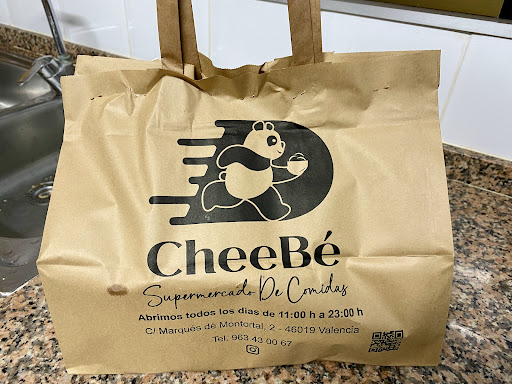 CheeBé
Supermercado De Comidas
Abrimos todos los días de 11:00 h a 23:00 h
C/ Marqués de Montortal, 2 - 46019 Valencia
Tel. 963 43 00 67